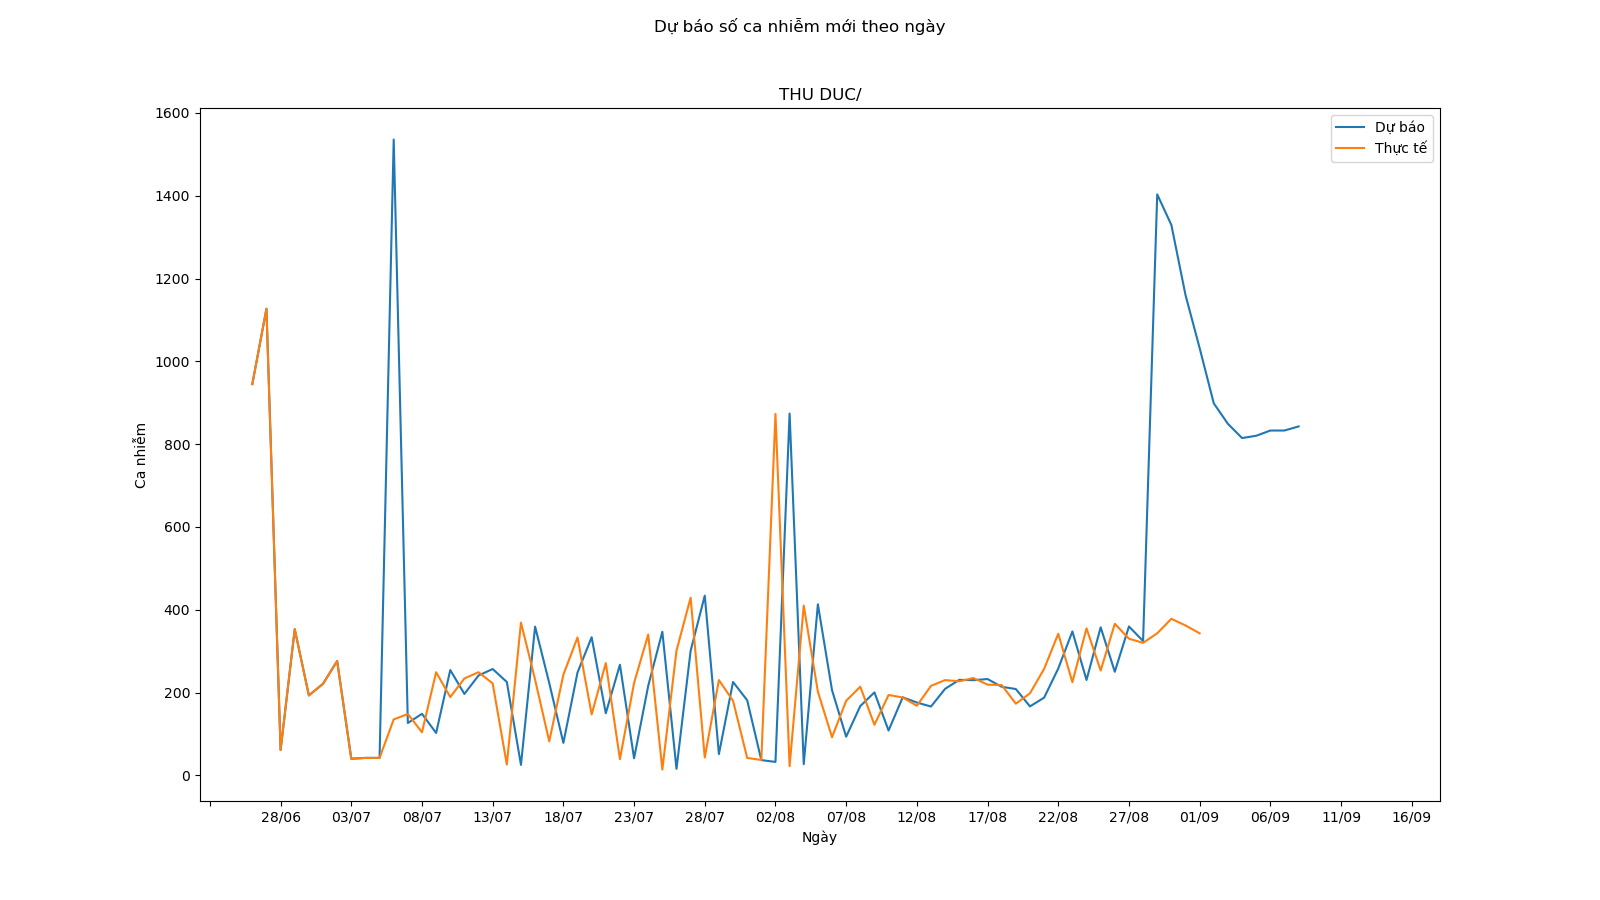 Dự báo số ca nhiễm mới theo ngày
THU DUC/
Dự báo
Thực tế
1600
1400
1200
1000
800
600
400
200
0
Ca nhiễm
28/06 03/07 08/07 13/07 18/07 23/07 28/07 02/08 07/08 12/08 17/08 22/08 27/08 01/09 06/09 11/09 16/09
Ngày